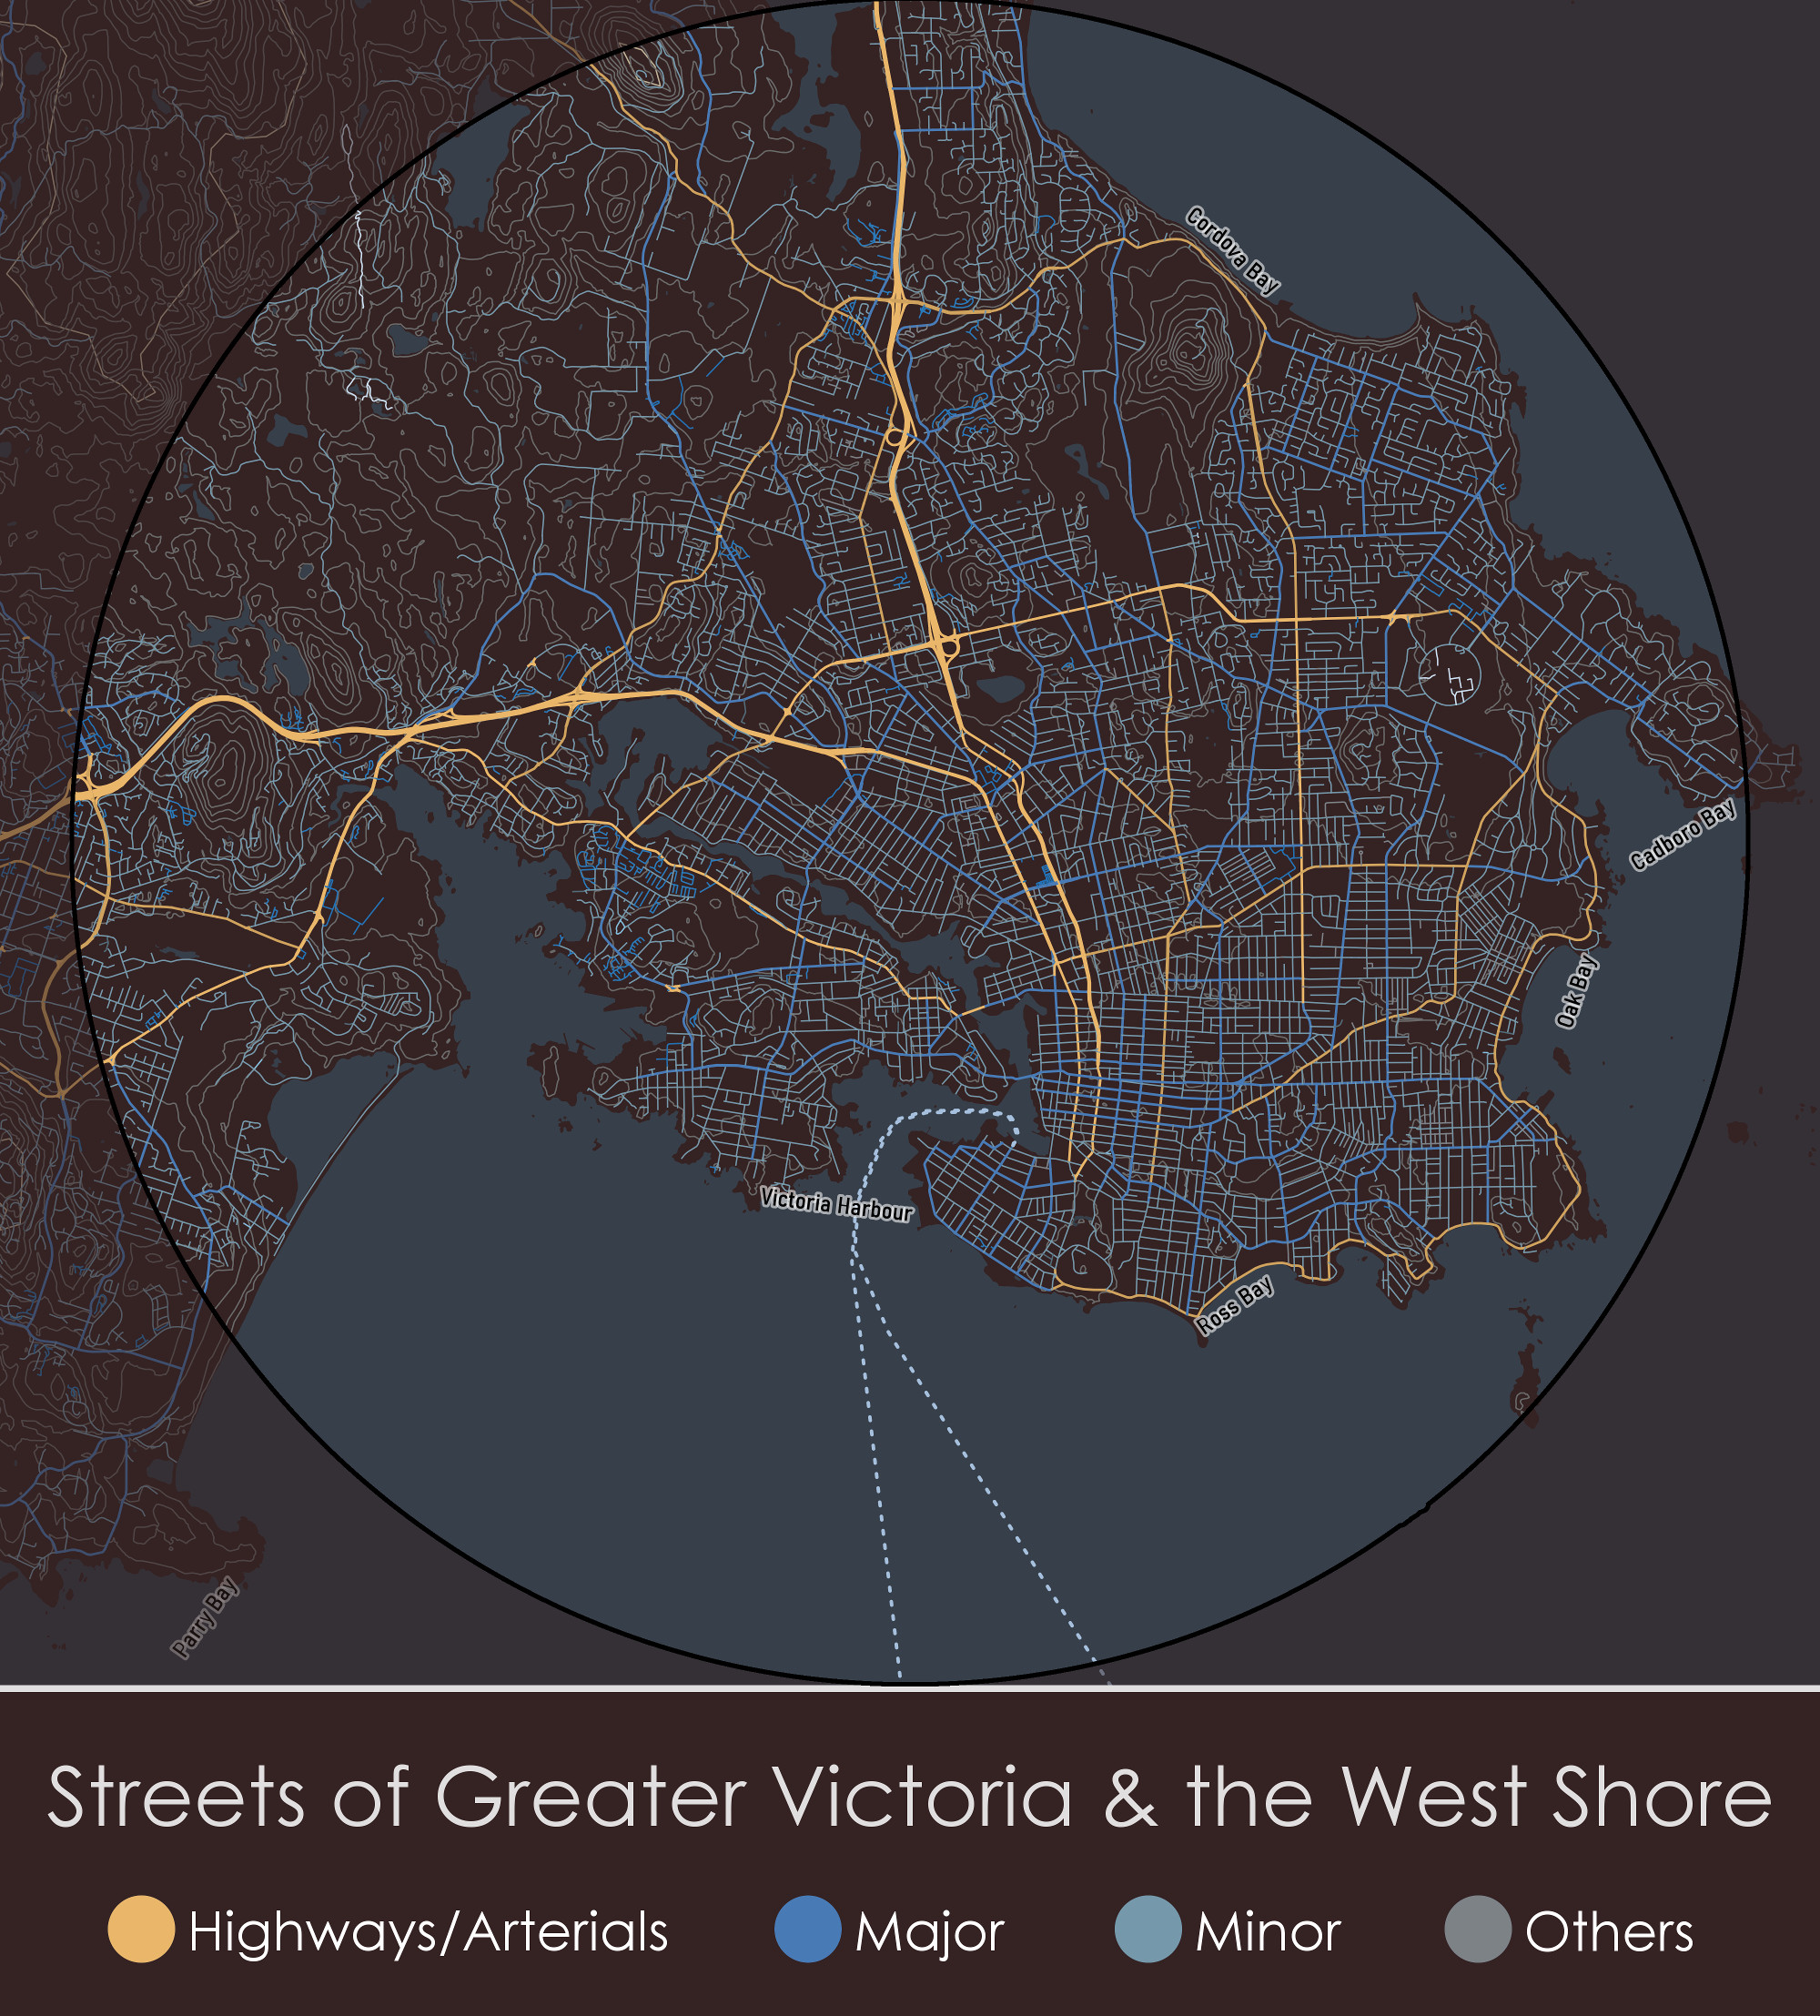 Cordova Bay
Cadboro Bay
Oak Bay
Victoria Harbour
Ross Bay
Parry Bay
Streets of Greater Victoria & the West Shore
Highways/Arterials
Major
Minor
Others